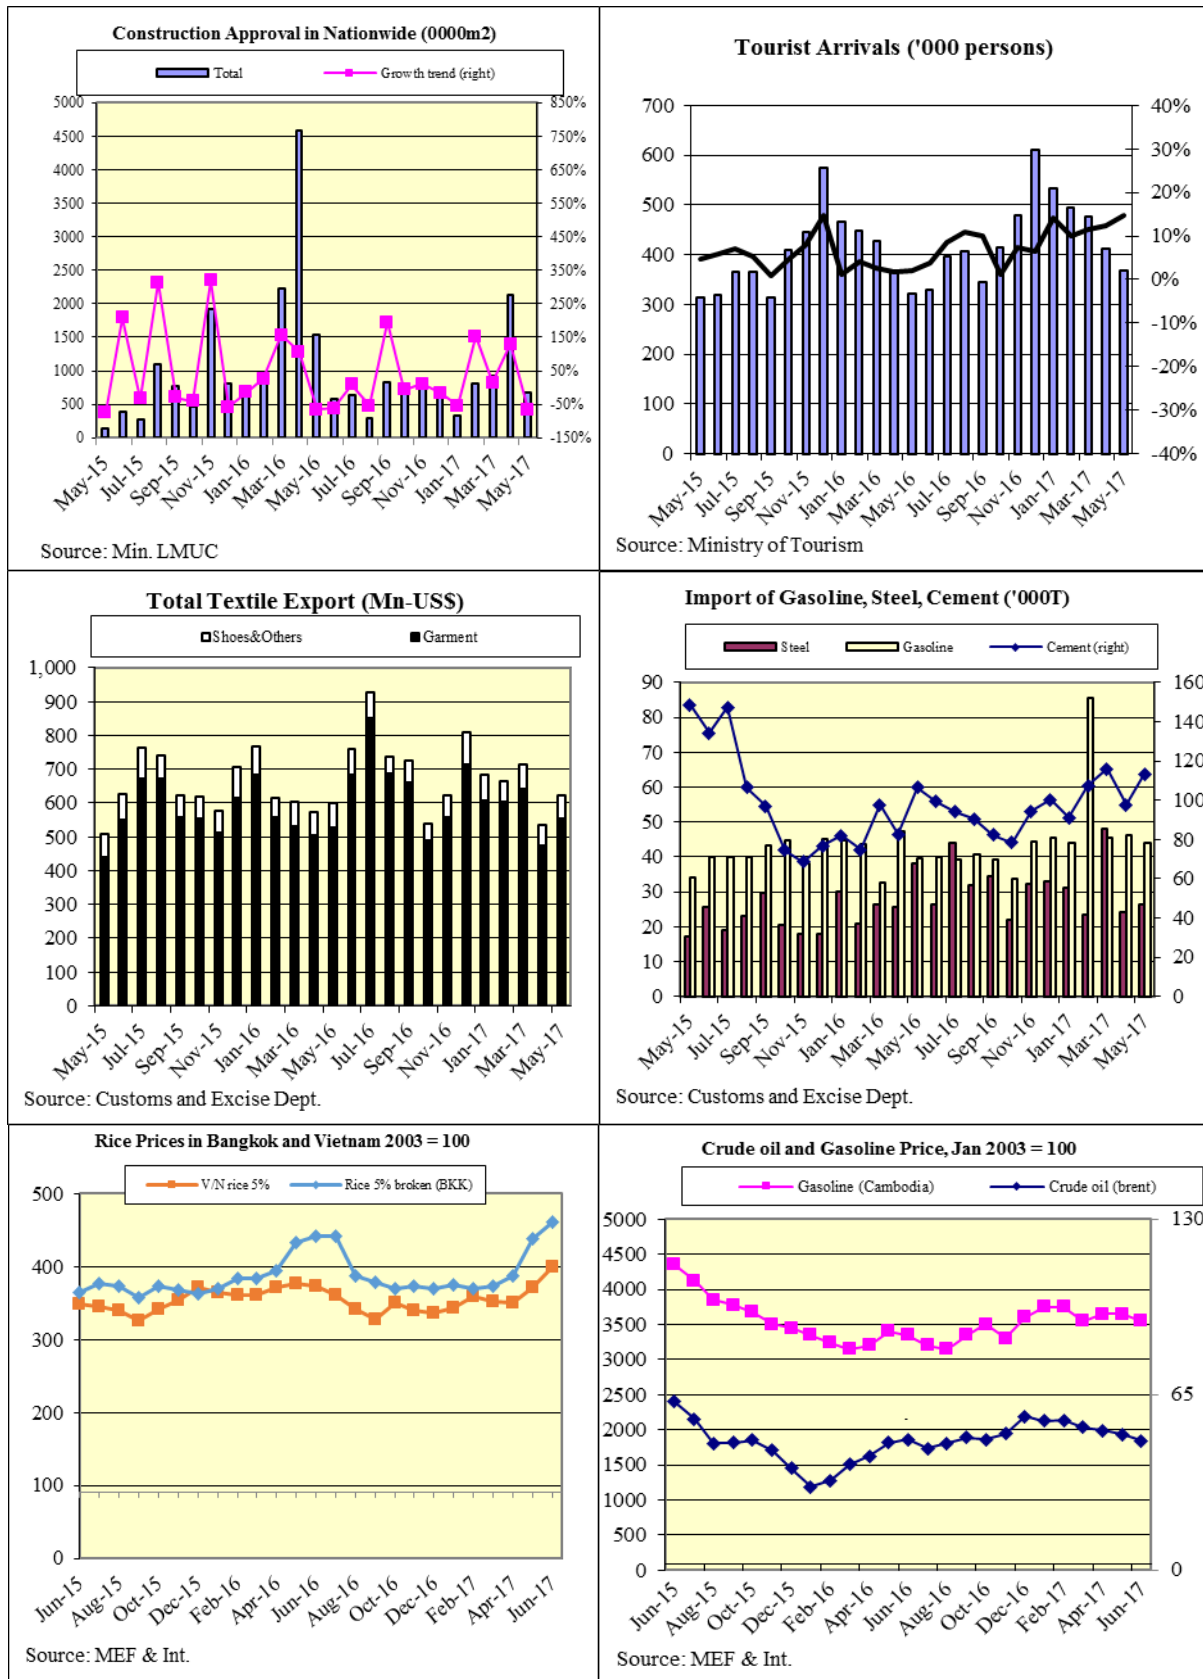 Construction Approval in Nationwide (0000m2)
Total
Growth trend (right)
5000
4500
4000
3500
3000
2500
2000
1500
1000
500
0
850%
750%
650%
550%
450%
350%
250%
150%
50%
-50%
-150%
May-15
Jul-15
Sep-15
Nov-15
Jan-16
Mar-16
May-16
Jul-16
Sep-16
Nov-16
Jan-17
Mar-17
May-17
Source: Min. LMUC
Tourist Arrivals ('000 persons)
700
600
500
400
300
200
100
0
40%
30%
20%
10%
0%
-10%
-20%
-30%
-40%
May-15
Jul-15
Sep-15
Nov-15
Jan-16
Mar-16
May-16
Jul-16
Sep-16
Nov-16
Jan-17
Mar-17
May-17
Source: Ministry of Tourism
Total Textile Export (Mn-US$)
Shoes&Others
Garment
1,000
900
800
700
600
500
400
300
200
100
0
May-15
Jul-15
Sep-15
Nov-15
Jan-16
Mar-16
May-16
Jul-16
Sep-16
Nov-16
Jan-17
Mar-17
May-17
Source: Customs and Excise Dept.
Import of Gasoline, Steel, Cement ('000T)
Steel
Gasoline
Cement (right)
90
80
70
60
50
40
30
20
10
0
160
140
120
100
80
60
40
20
0
May-15
Jul-15
Sep-15
Nov-15
Jan-16
Mar-16
May-16
Jul-16
Sep-16
Nov-16
Jan-17
Mar-17
May-17
Source: Customs and Excise Dept.
Rice Prices in Bangkok and Vietnam 2003 = 100
V/N rice 5%
Rice 5% broken (BKK)
500
400
300
200
100
0
Jun-15
Aug-15
Oct-15
Dec-15
Feb-16
Apr-16
Jun-16
Aug-16
Oct-16
Dec-16
Feb-17
Apr-17
Jun-17
Source: MEF & Int.
Crude oil and Gasoline Price, Jan 2003 = 100
Gasoline (Cambodia)
Crude oil (brent)
5000
4500
4000
3500
3000
2500
2000
1500
1000
500
0
130
65
0
Jun-15
Aug-15
Oct-15
Dec-15
Feb-16
Apr-16
Jun-16
Aug-16
Oct-16
Dec-16
Feb-17
Apr-17
Jun-17
Source: MEF & Int.